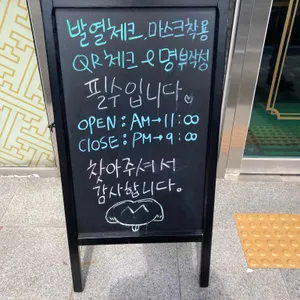 발열체크, 마스크착용
QR체크 & 명부작성
필수입니다.
OPEN : AM→11:00
ClOSE : PM→9:00
찾아주셔서
감사합니다.